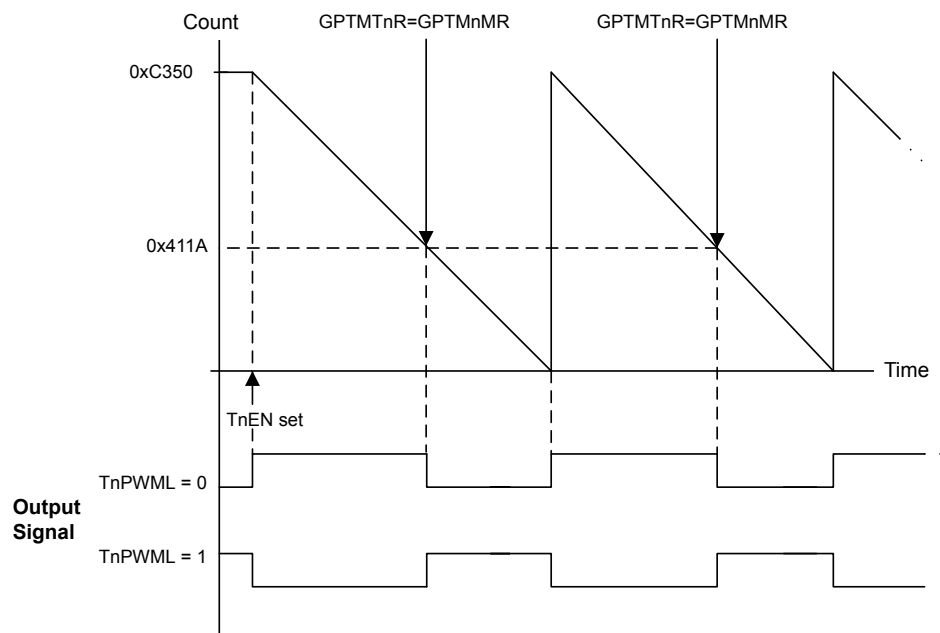 Count
GPTMTnR=GPTMnMR
GPTMTnR=GPTMnMR
0xC350
0x411A
Time
TnEN set
TnPWML = 0
Output
Signal
TnPWML = 1